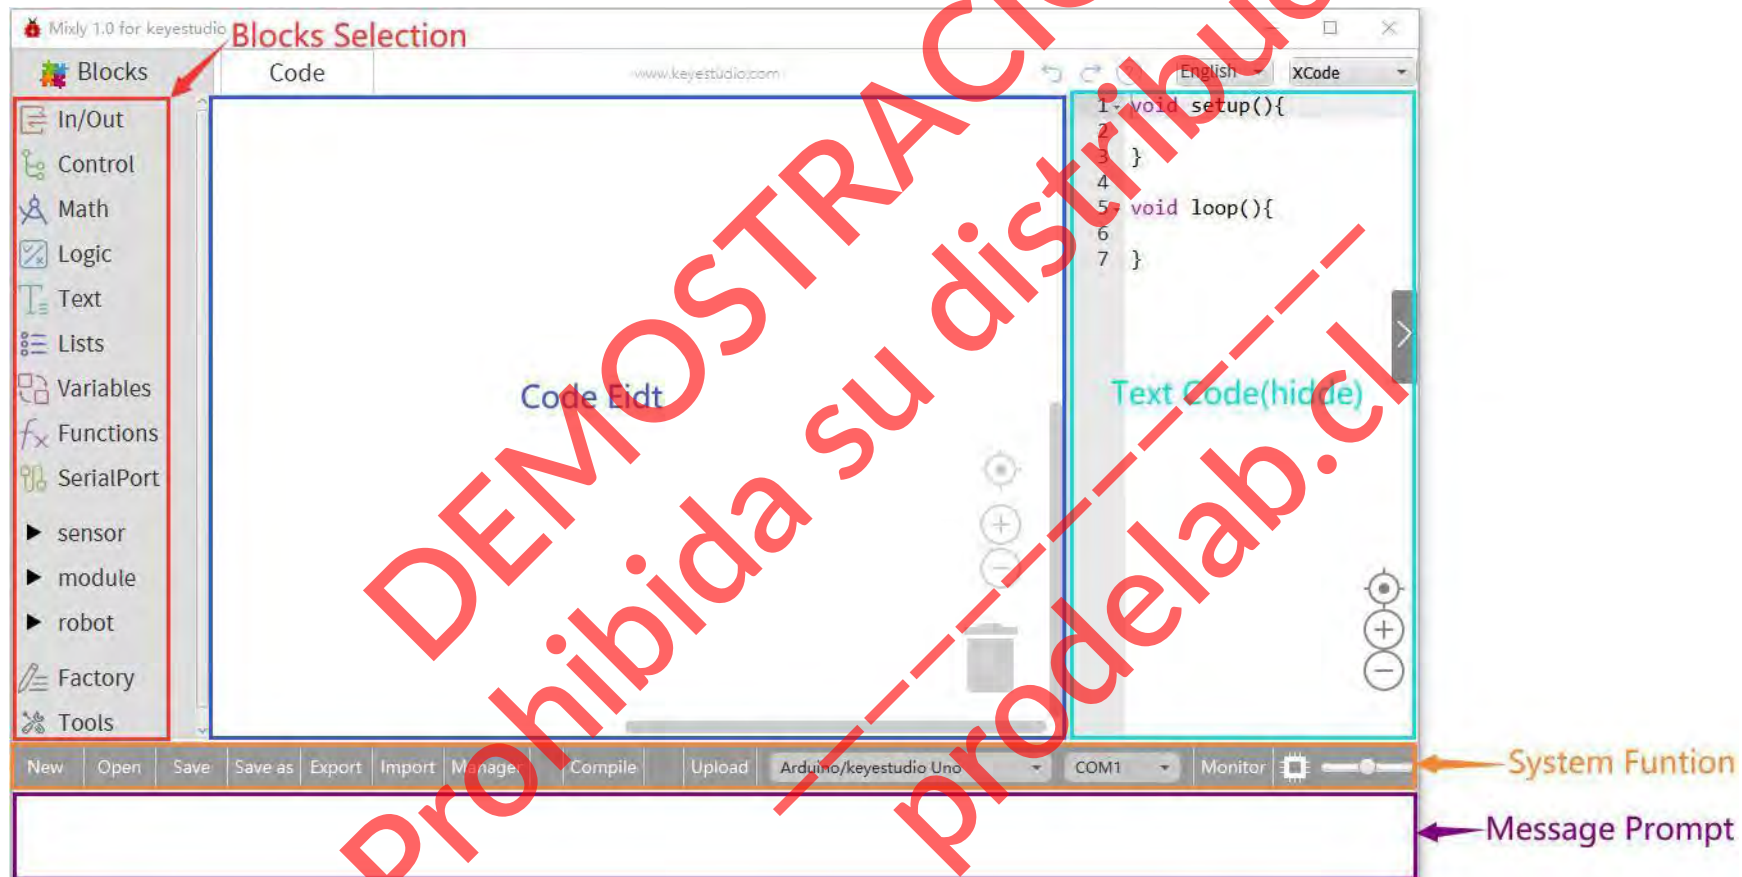 Mixly 1.0 for keyestudio
Blocks Selection
Blocks
Code
www.keyestudio.com
English
XCode
In/Out
Control
Math
Logic
Text
Lists
Variables
Functions
SerialPort
sensor
module
robot
Factory
Tools
Code Eidt
1 void setup(){
2
3 }
4
5 void loop(){
6
7 }
Text Code(hidde)
New Open Save Save as Export Import Manager Compile Upload Arduino/keyestudio Uno COM1 Monitor
System Funtion
Message Prompt
DEMOSTRACIÓ
Prohibida su distribuc
prodelab.cl